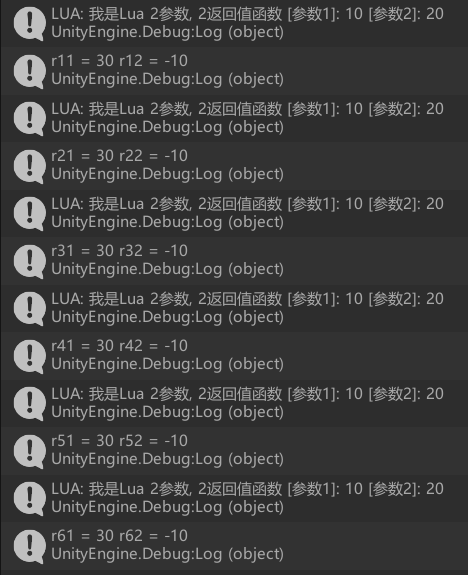 LUA: 我是Lua 2参数, 2返回值函数 [参数1]: 10 [参数2]: 20
UnityEngine.Debug:Log (object)
r11 = 30 r12 = -10
UnityEngine.Debug:Log (object)
LUA: 我是Lua 2参数, 2返回值函数 [参数1]: 10 [参数2]: 20
UnityEngine.Debug:Log (object)
r21 = 30 r22 = -10
UnityEngine.Debug:Log (object)
LUA: 我是Lua 2参数, 2返回值函数 [参数1]: 10 [参数2]: 20
UnityEngine.Debug:Log (object)
r31 = 30 r32 = -10
UnityEngine.Debug:Log (object)
LUA: 我是Lua 2参数, 2返回值函数 [参数1]: 10 [参数2]: 20
UnityEngine.Debug:Log (object)
r41 = 30 r42 = -10
UnityEngine.Debug:Log (object)
LUA: 我是Lua 2参数, 2返回值函数 [参数1]: 10 [参数2]: 20
UnityEngine.Debug:Log (object)
r51 = 30 r52 = -10
UnityEngine.Debug:Log (object)
LUA: 我是Lua 2参数, 2返回值函数 [参数1]: 10 [参数2]: 20
UnityEngine.Debug:Log (object)
r61 = 30 r62 = -10
UnityEngine.Debug:Log (object)